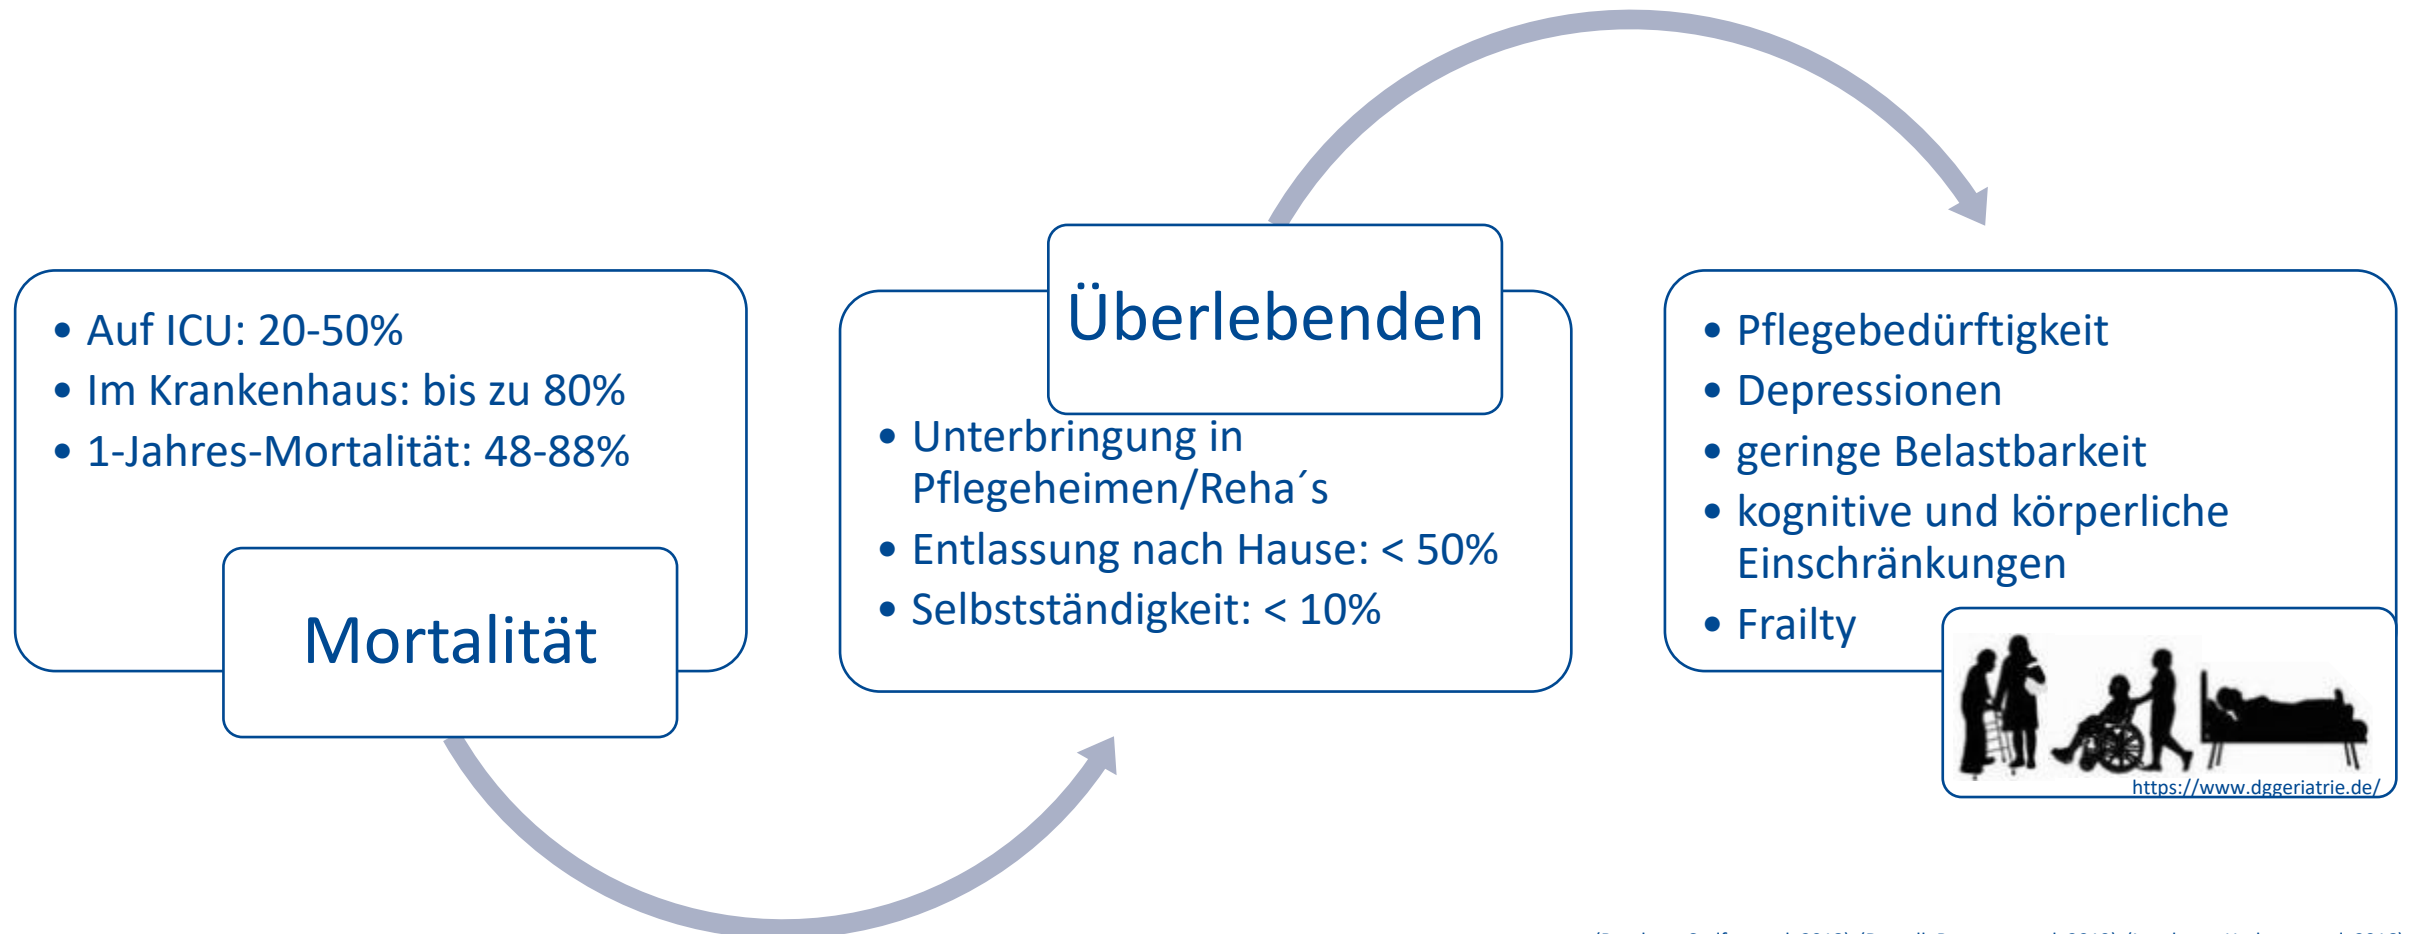 • Auf ICU: 20-50%
• Im Krankenhaus: bis zu 80%
• 1-Jahres-Mortalität: 48-88%
Mortalität
Überlebenden
• Unterbringung in
Pflegeheimen/Reha´s
• Entlassung nach Hause: < 50%
• Selbstständigkeit: < 10%
• Pflegebedürftigkeit
• Depressionen
• geringe Belastbarkeit
• kognitive und körperliche
Einschränkungen
• Frailty
https://www.dggeriatrie.de/